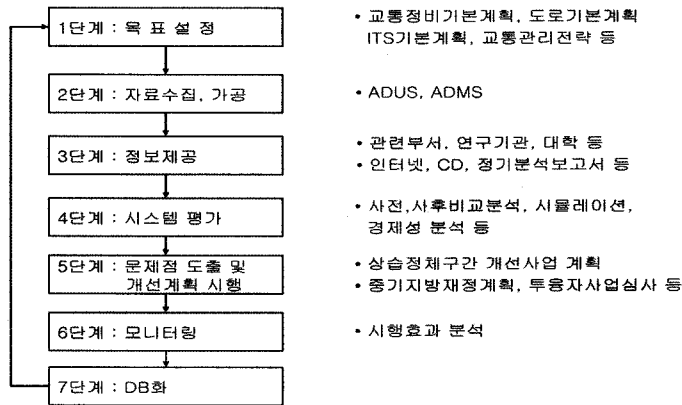 1단계 : 목 표 설 정
• 교통정비기본계획, 도로기본계획
ITS기본계획, 교통관리전략 등
2단계 : 자료수집, 가공
• ADUS, ADMS
3단계 : 정보제공
• 관련부서, 연구기관, 대학 등
• 인터넷, CD, 정기분석보고서 등
4단계 : 시스템 평가
• 사전,사후비교분석, 시뮬레이션,
경제성 분석 등
5단계 : 문제점 도출 및
개선계획 시행
• 상습정체구간 개선사업 계획
• 중기지방재정계획, 투융자사업심사 등
6단계 : 모니터링
• 시행효과 분석
7단계 : DB화